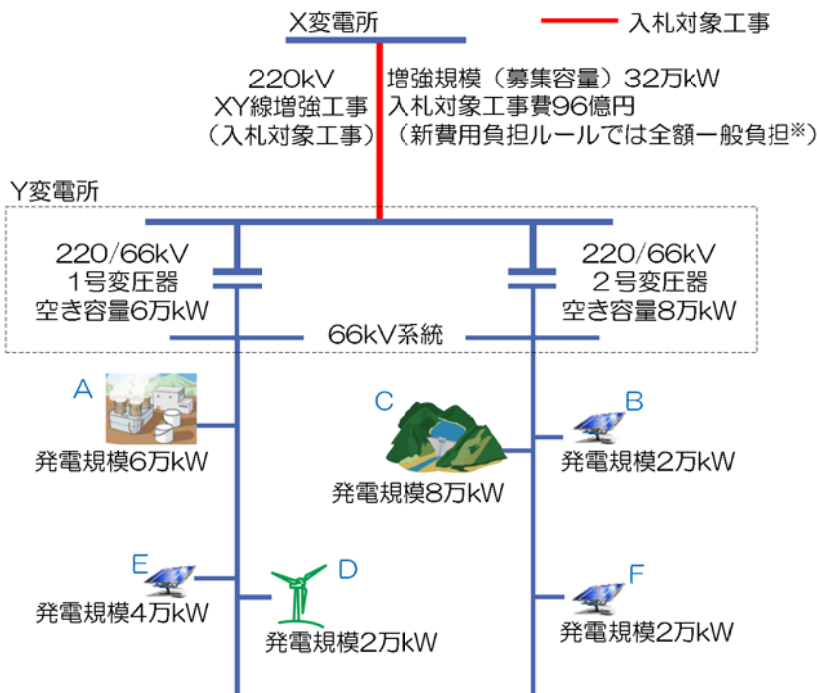 X変電所
入札対象工事
220kV
XY線増強工事
(入札対象工事)
増強規模(募集容量)32万kW
入札対象工事費96億円
(新費用負担ルールでは全額一般負担※)
Y変電所
220/66kV
1号変圧器
空き容量6万kW
220/66kV
2号変圧器
空き容量8万kW
66kV系統
A
発電規模6万kW
C
発電規模8万kW
B
発電規模2万kW
E
発電規模4万kW
D
発電規模2万kW
F
発電規模2万kW